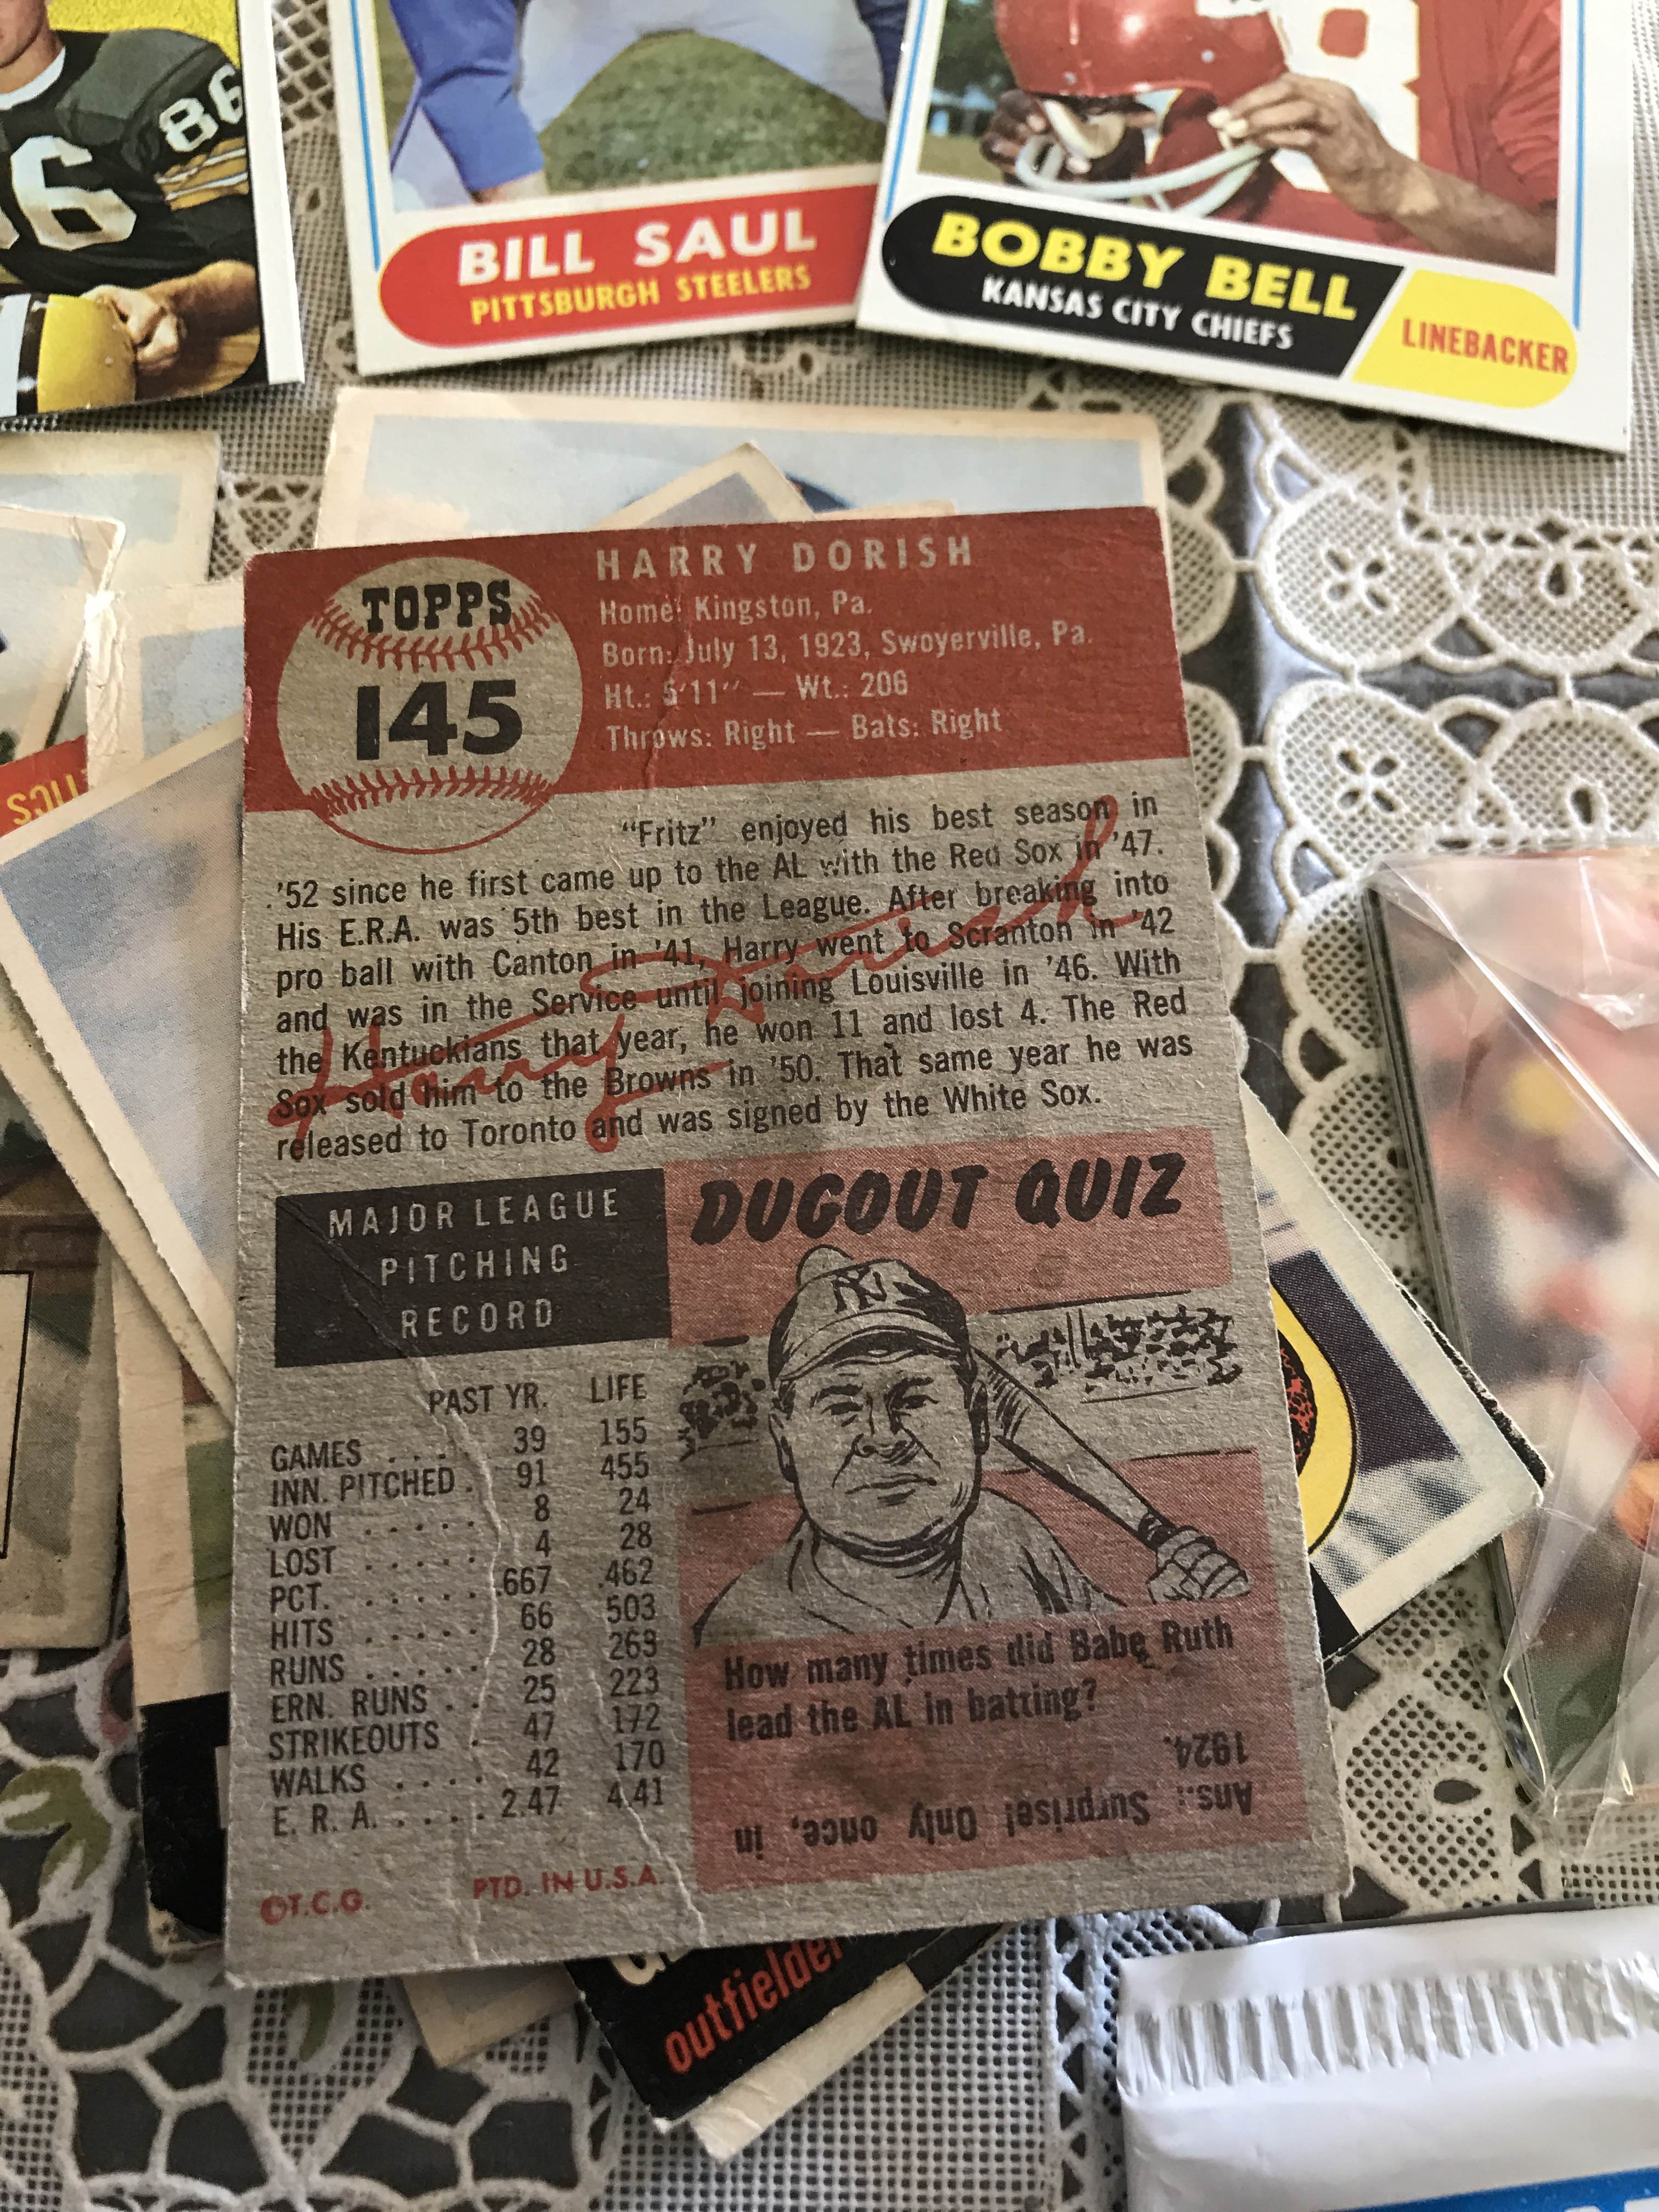 86
86
8
BILL SAUL
PITTSBURGH STEELERS
BOBBY BELL
KANSAS CITY CHIEFS
LINEBACKER
TOPPS
145
HARRY DORISH
Home: Kingston, Pa.
Born: July 13, 1923, Swoyerville, Pa.
Ht.: 5'11" — Wt.: 206
Throws: Right — Bats: Right
"Fritz" enjoyed his best season in
'52 since he first came up to the AL with the Red Sox in '47.
His E.R.A. was 5th best in the League. After breaking into
pro ball with Canton in '41, Harry went to Scranton in '42
and was in the Service until joining Louisville in '46. With
the Kentuckians that year, he won 11 and lost 4. The Red
Sox sold him to the Browns in '50. That same year he was
released to Toronto and was signed by the White Sox.
Harry Dorish
MAJOR LEAGUE
PITCHING
RECORD
PAST YR. LIFE
GAMES . . . . 39 155
INN. PITCHED . 91 455
WON . . . . . 8 24
LOST . . . . . 4 28
PCT. . . . . . .667 .462
HITS . . . . . 66 503
RUNS . . . . . 28 269
ERN. RUNS . . 25 223
STRIKEOUTS . 47 172
WALKS . . . . 42 170
E. R. A. . . . . 2.47 4.41
©T.C.G. PTD. IN U.S.A.
DUGOUT QUIZ
NY
How many times did Babe Ruth
lead the AL in batting?
Ans.: Surprise! Only once, in
1924.
outfielder